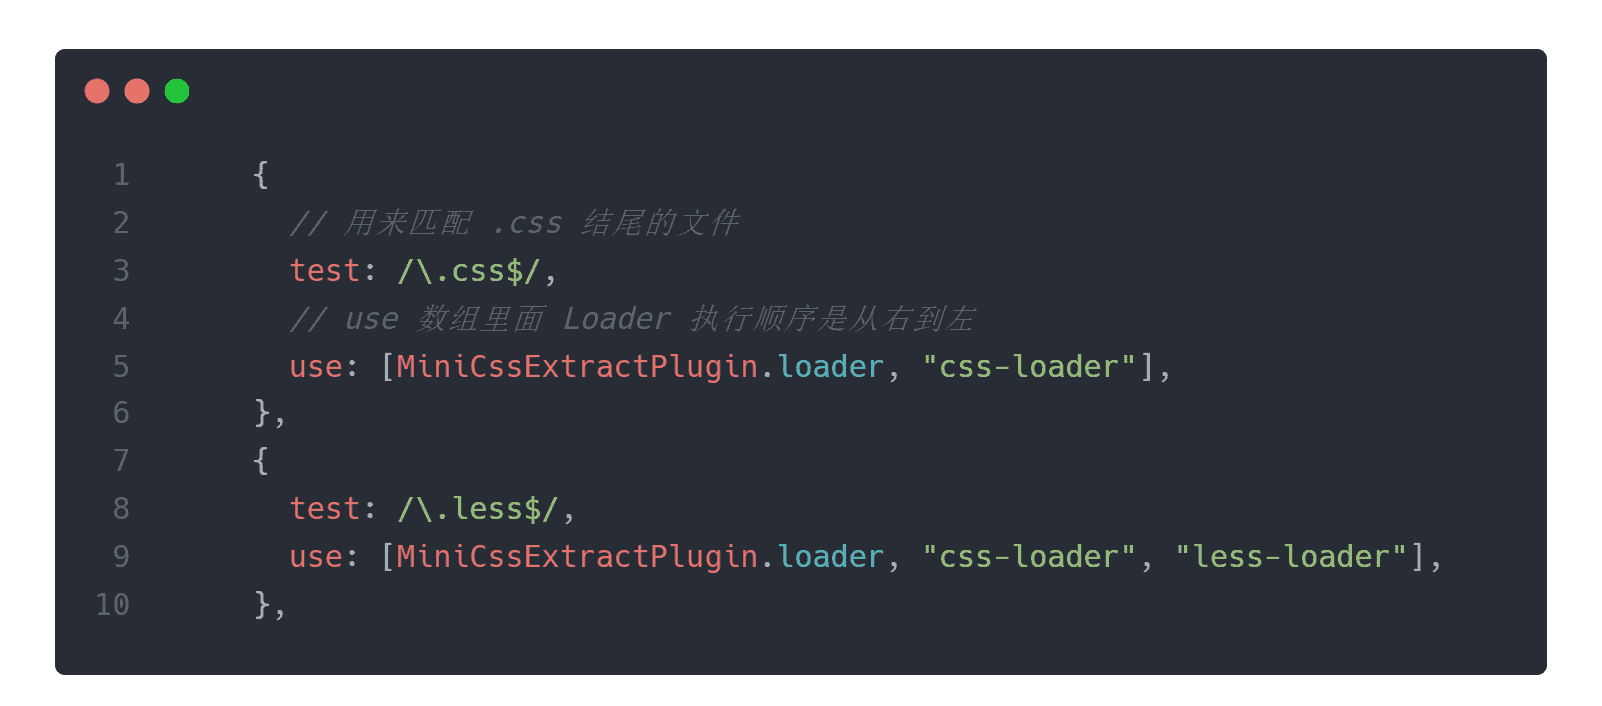 1 {
2 // 用来匹配 .css 结尾的文件
3 test: /\.css$/,
4 // use 数组里面 Loader 执行顺序是从右到左
5 use: [MiniCssExtractPlugin.loader, "css-loader"],
6 },
7 {
8 test: /\.less$/,
9 use: [MiniCssExtractPlugin.loader, "css-loader", "less-loader"],
10 },